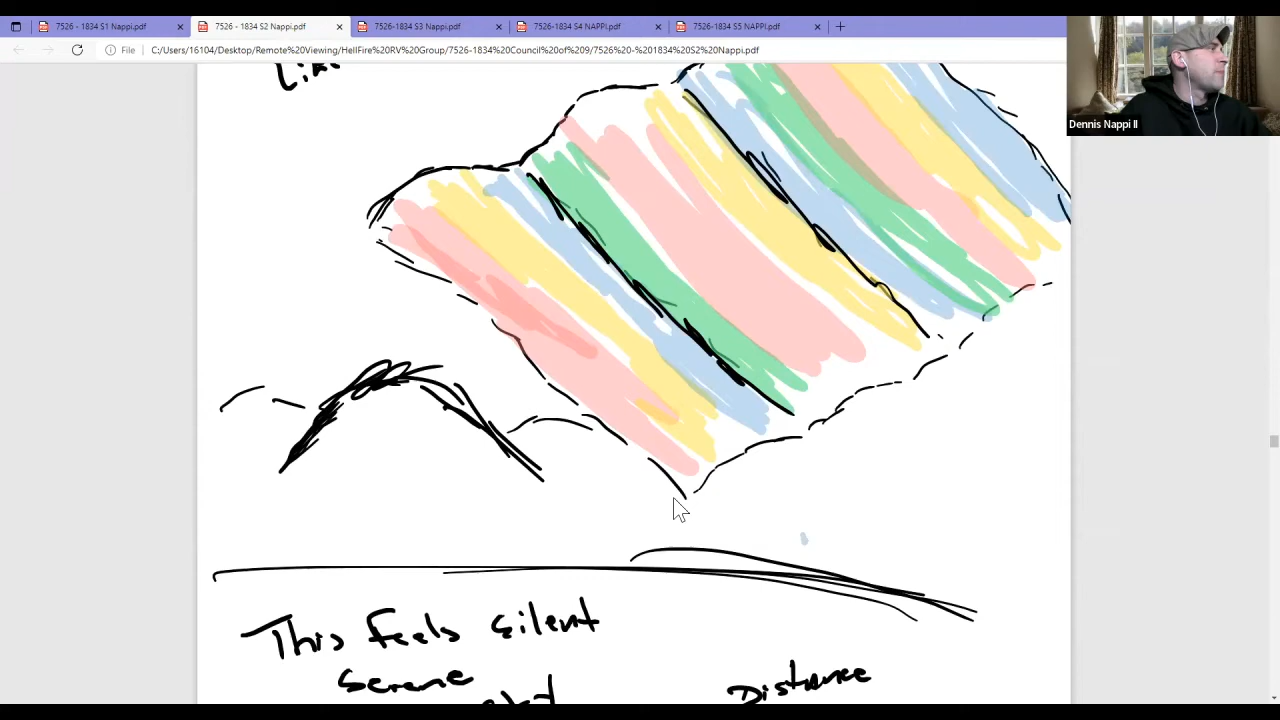 7526 - 1834 S1 Nappi.pdf
7526 - 1834 S2 Nappi.pdf
7526-1834 S3 Nappi.pdf
7526-1834 S4 NAPPI.pdf
7526-1834 S5 NAPPI.pdf
File
C:/Users/16104/Desktop/Remote%20Viewing/HellFire%20RV%20Group/7526-1834%20Council%20of%209/7526%20-%201834%20S2%20Nappi.pdf
Dennis Nappi II
This feels silent
serene
Distance